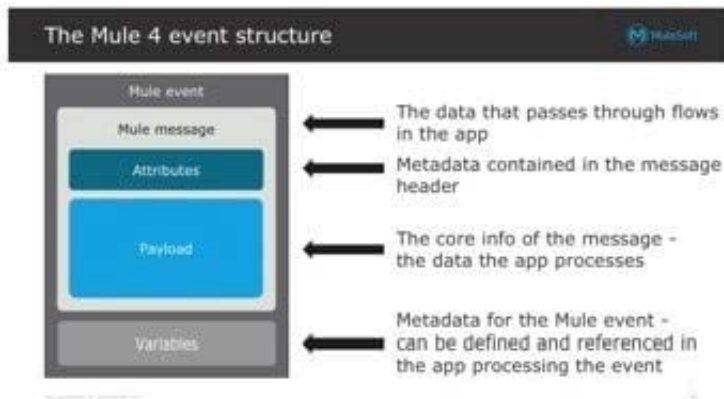 The Mule 4 event structure
MuleSoft
Mule event
Mule message
Attributes
Payload
Variables
The data that passes through flows
in the app
Metadata contained in the message
header
The core info of the message -
the data the app processes
Metadata for the Mule event -
can be defined and referenced in
the app processing the event